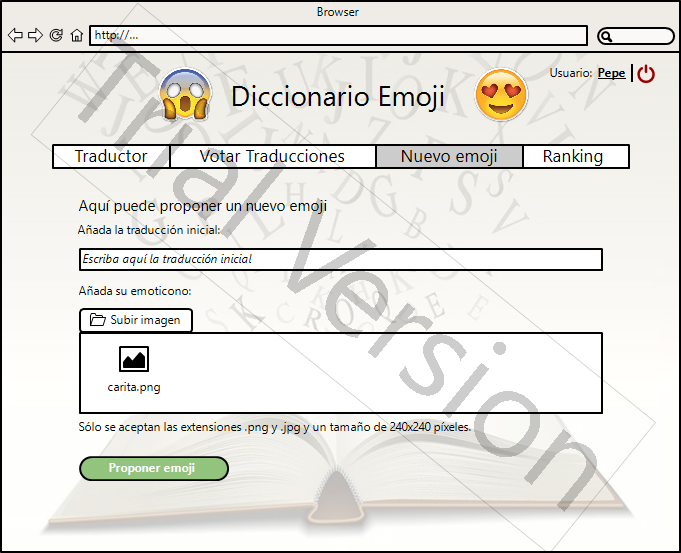 Browser
http://...
Usuario: Pepe
Diccionario Emoji
Traductor Votar Traducciones Nuevo emoji Ranking
Aquí puede proponer un nuevo emoji
Añada la traducción inicial:
Escriba aquí la traducción inicial
Añada su emoticono:
Subir imagen
carita.png
Sólo se aceptan las extensiones .png y .jpg y un tamaño de 240x240 píxeles.
Proponer emoji
Trial Version